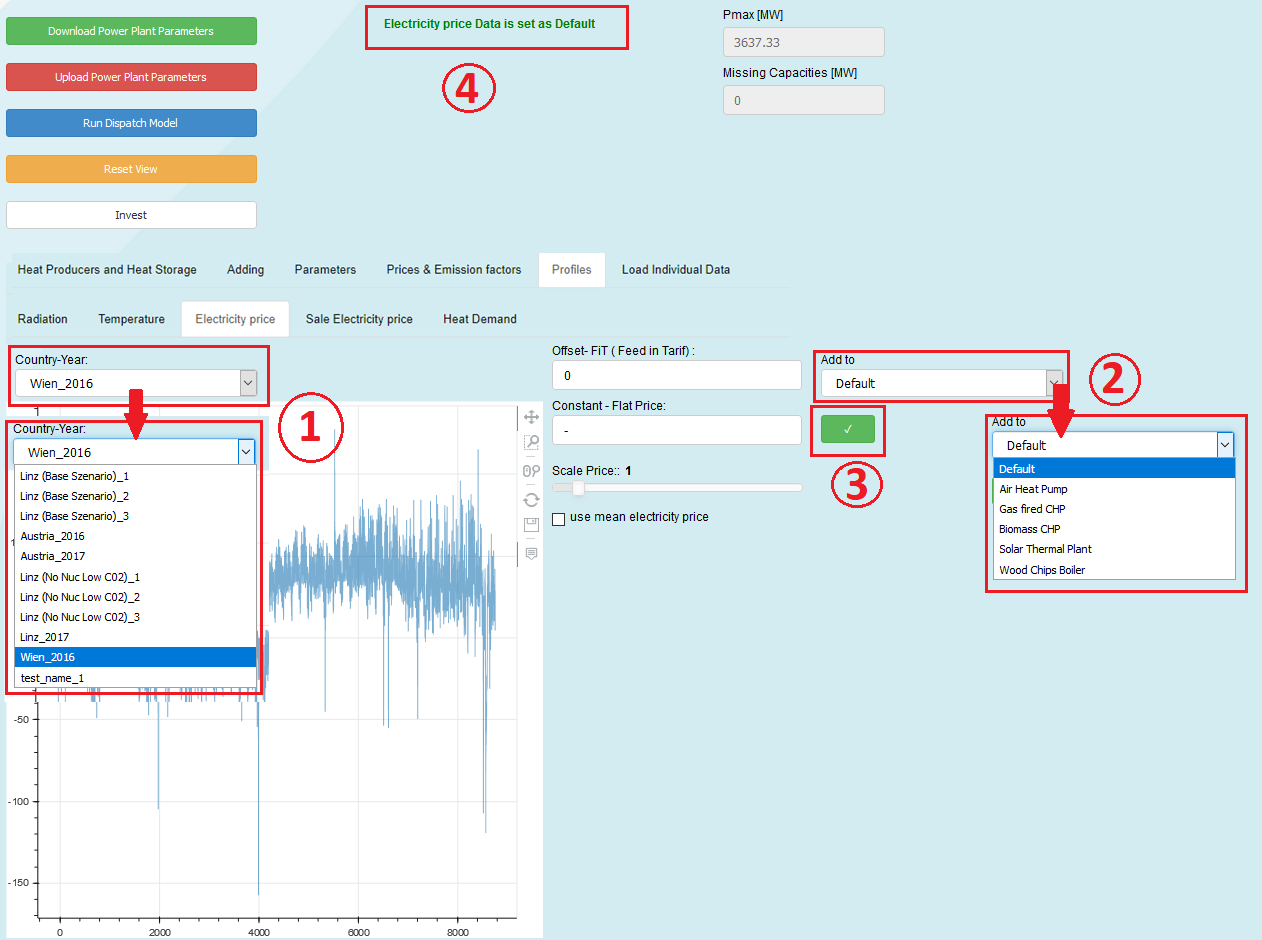 Download Power Plant Parameters
Upload Power Plant Parameters
Run Dispatch Model
Reset View
Invest
Electricity price Data is set as Default
4
Pmax [MW]
3637.33
Missing Capacities [MW]
0
Heat Producers and Heat Storage Adding Parameters Prices & Emission factors Profiles Load Individual Data
Radiation Temperature Electricity price Sale Electricity price Heat Demand
Country-Year:
Wien_2016
1
Country-Year:
Wien_2016
Linz (Base Szenario)_1
Linz (Base Szenario)_2
Linz (Base Szenario)_3
Austria_2016
Austria_2017
Linz (No Nuc Low C02)_1
Linz (No Nuc Low C02)_2
Linz (No Nuc Low C02)_3
Linz_2017
Wien_2016
test_name_1
-50
-100
-150
0 2000 4000 6000 8000
Offset- FiT ( Feed in Tarif) :
0
Constant - Flat Price:
-
Scale Price:: 1
use mean electricity price
Add to
Default
2
✓
3
Add to
Default
Default
Air Heat Pump
Gas fired CHP
Biomass CHP
Solar Thermal Plant
Wood Chips Boiler